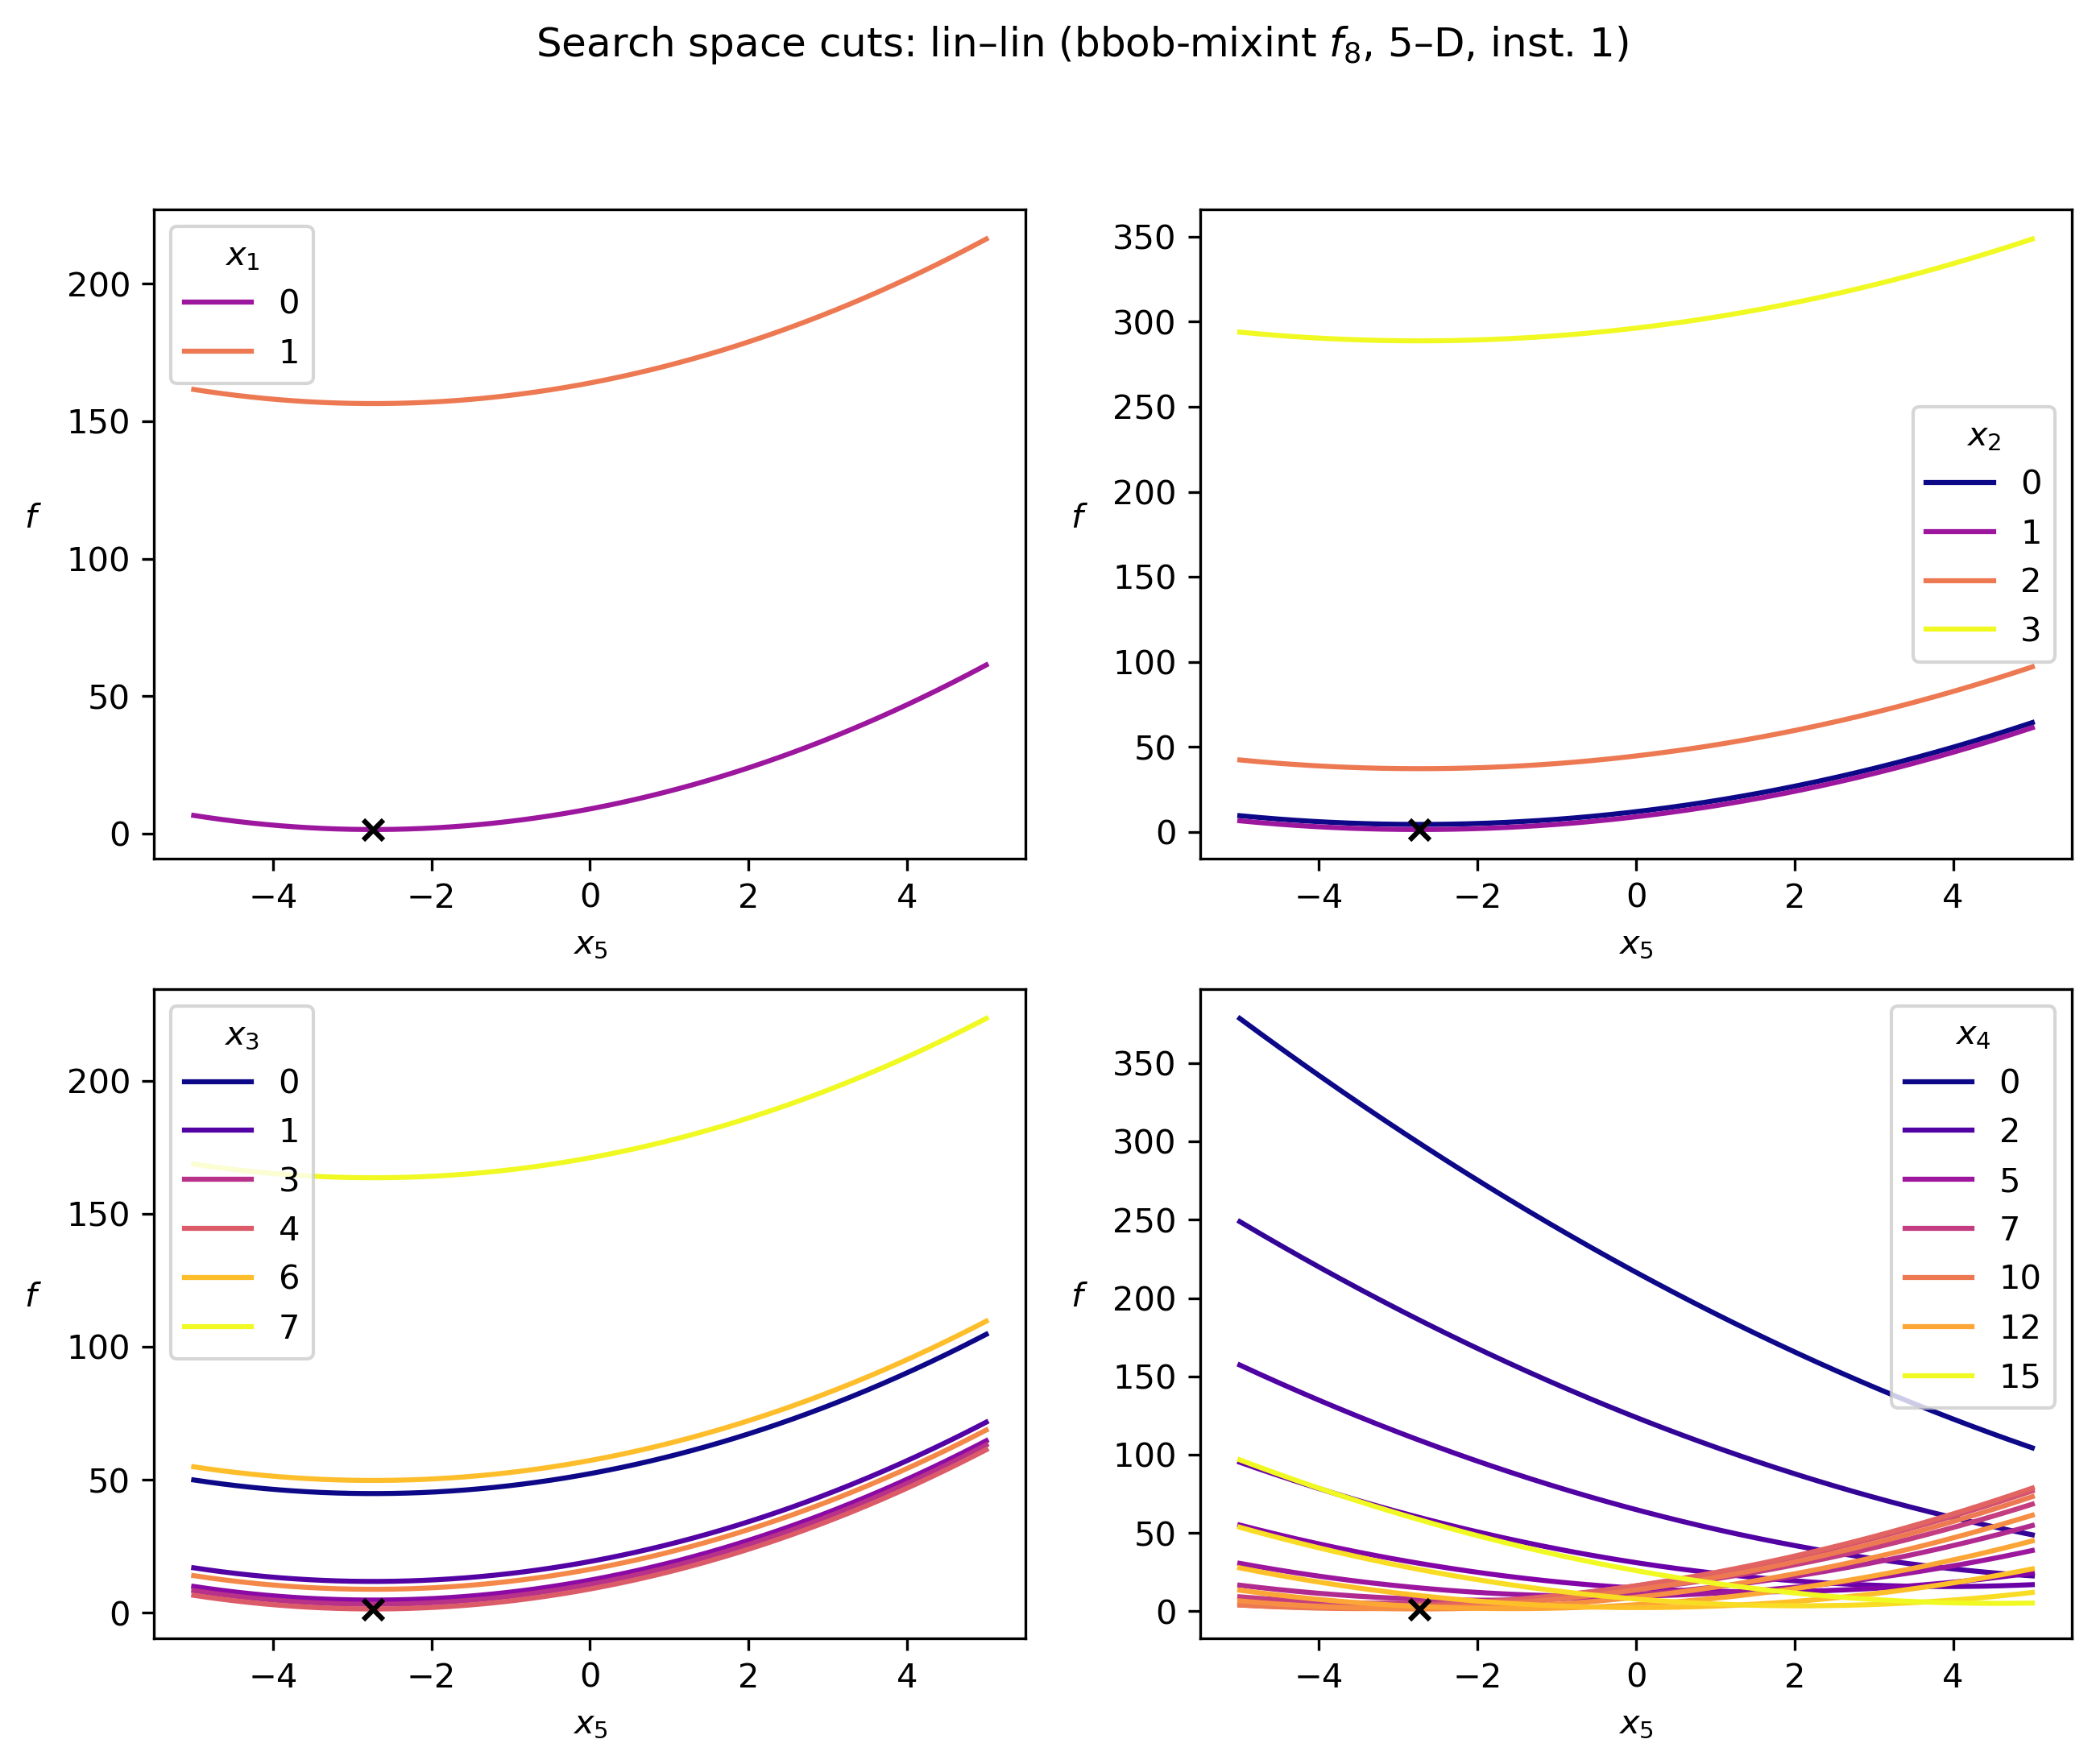 Search space cuts: lin–lin (bbob-mixint f₈, 5–D, inst. 1)
x₁
0
1
200
150
100
50
0
f
−4 −2 0 2 4
x₅
x₂
0
1
2
3
350
300
250
200
150
100
50
0
f
−4 −2 0 2 4
x₅
x₃
0
1
3
4
6
7
200
150
100
50
0
f
−4 −2 0 2 4
x₅
x₄
0
2
5
7
10
12
15
350
300
250
200
150
100
50
0
f
−4 −2 0 2 4
x₅